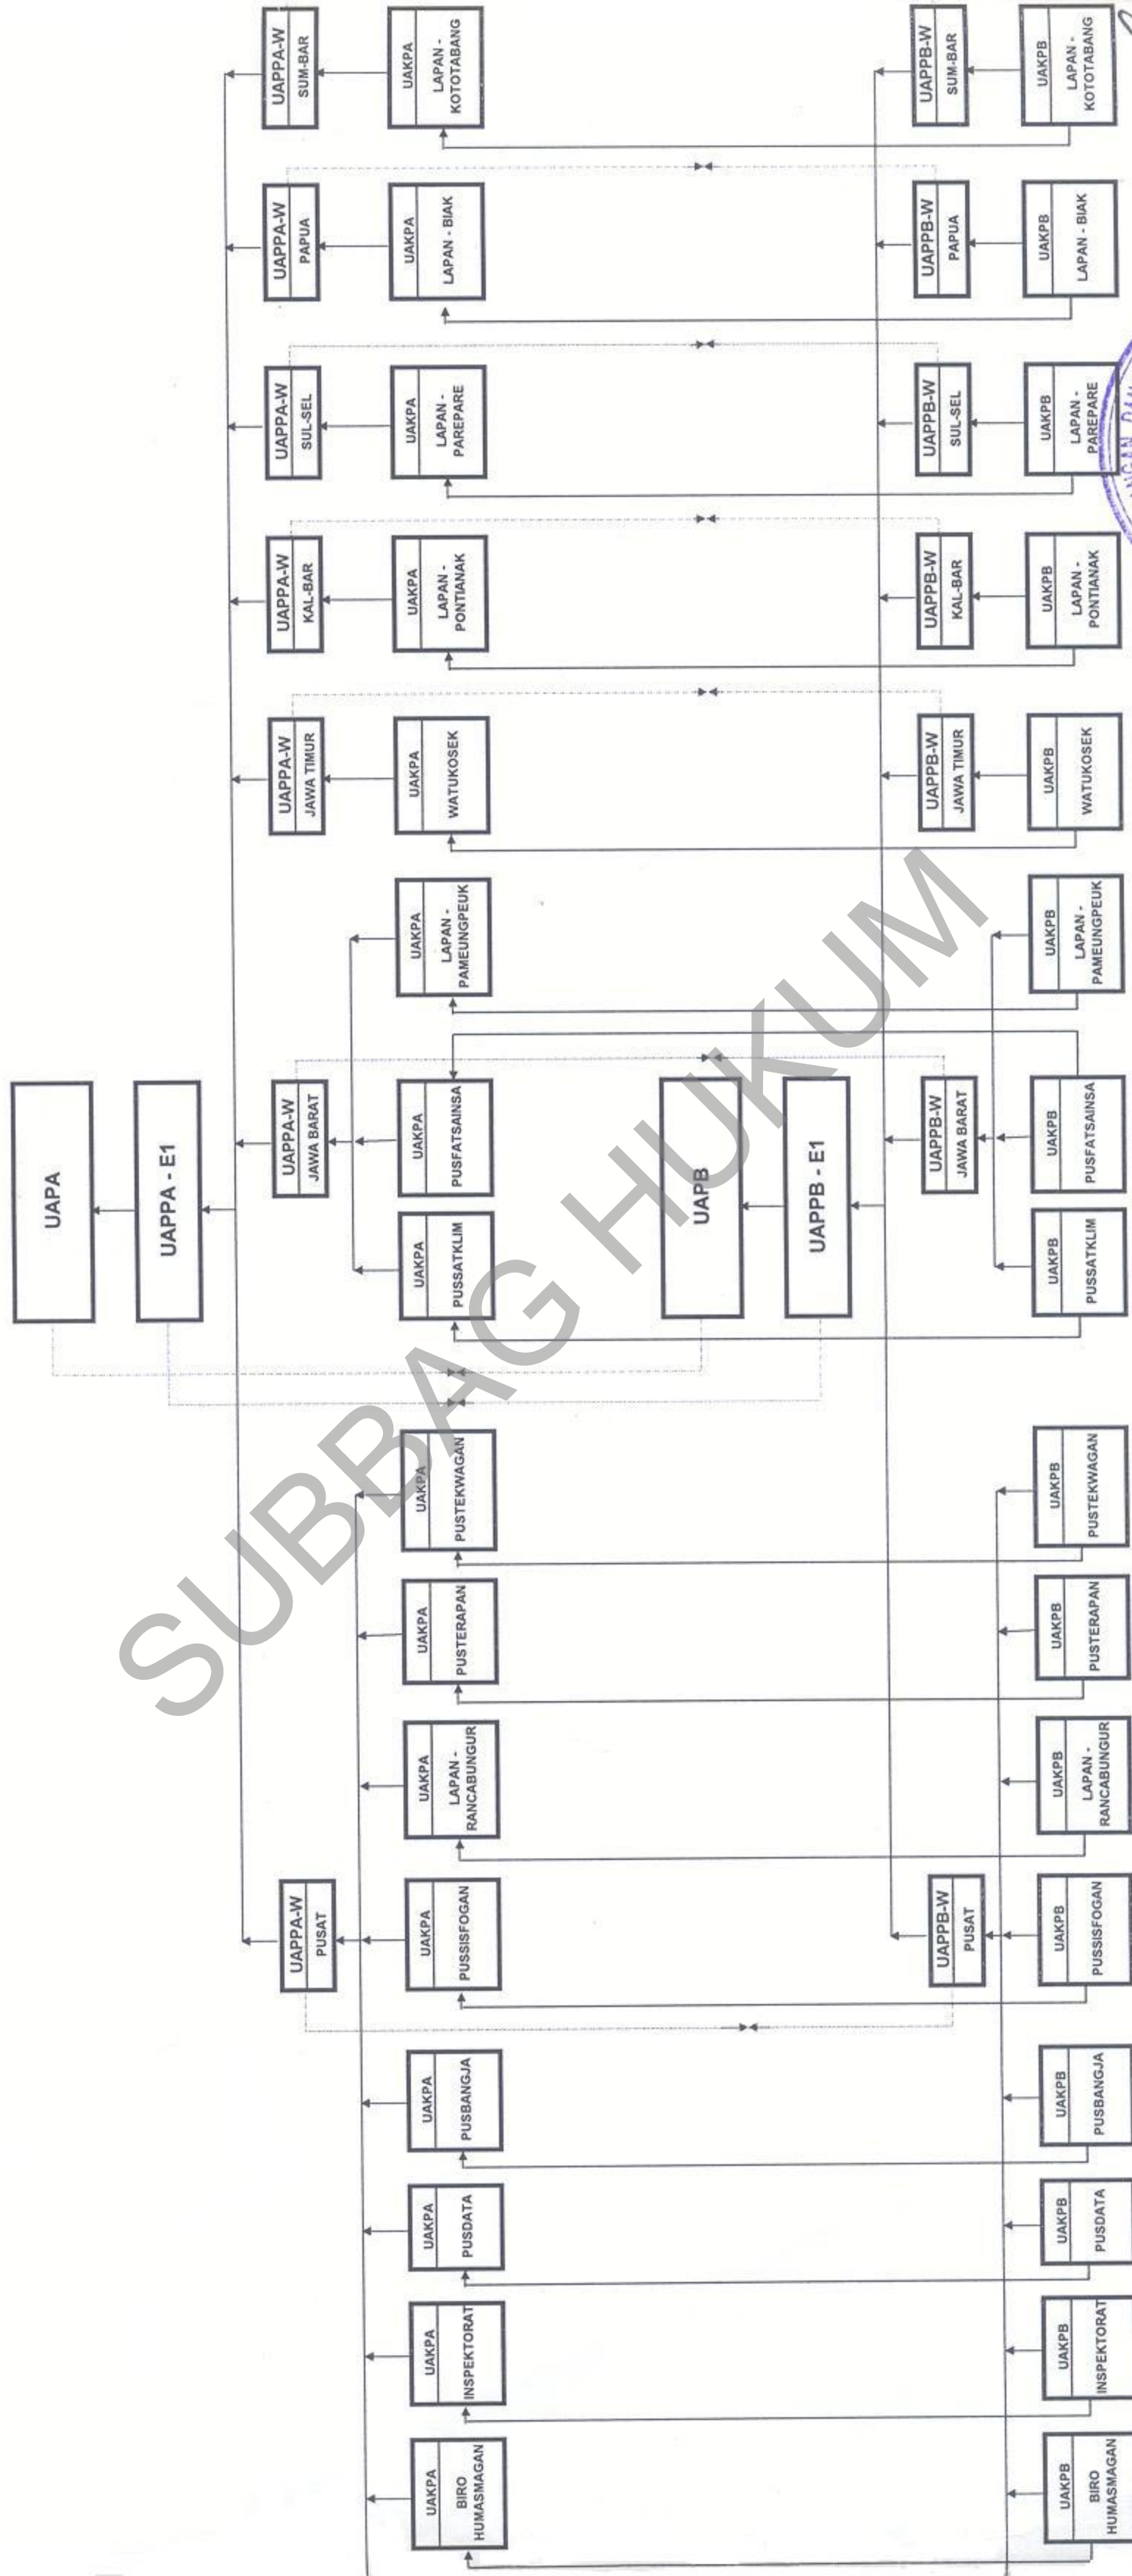 UAPA
UAPPA - E1
UAPPA-W
PUSAT
UAPPA-W
JAWA BARAT
UAPPA-W
JAWA TIMUR
UAPPA-W
KAL-BAR
UAPPA-W
SUL-SEL
UAPPA-W
PAPUA
UAPPA-W
SUM-BAR
UAKPA
BIRO
HUMASMAGAN
UAKPA
INSPEKTORAT
UAKPA
PUSDATA
UAKPA
PUSBANGJA
UAKPA
PUSSISFOGAN
UAKPA
LAPAN -
RANCABUNGUR
UAKPA
PUSTERAPAN
UAKPA
PUSTEKWAGAN
UAKPA
PUSSATKLIM
UAKPA
PUSFATSAINSA
UAKPA
LAPAN -
PAMEUNGPEUK
UAKPA
WATUKOSEK
UAKPA
LAPAN -
PONTIANAK
UAKPA
LAPAN -
PAREPARE
UAKPA
LAPAN - BIAK
UAKPA
LAPAN -
KOTOTABANG
UAPB
UAPPB - E1
UAPPB-W
PUSAT
UAPPB-W
JAWA BARAT
UAPPB-W
JAWA TIMUR
UAPPB-W
KAL-BAR
UAPPB-W
SUL-SEL
UAPPB-W
PAPUA
UAPPB-W
SUM-BAR
UAKPB
BIRO
HUMASMAGAN
UAKPB
INSPEKTORAT
UAKPB
PUSDATA
UAKPB
PUSBANGJA
UAKPB
PUSSISFOGAN
UAKPB
LAPAN -
RANCABUNGUR
UAKPB
PUSTERAPAN
UAKPB
PUSTEKWAGAN
UAKPB
PUSSATKLIM
UAKPB
PUSFATSAINSA
UAKPB
LAPAN -
PAMEUNGPEUK
UAKPB
WATUKOSEK
UAKPB
LAPAN -
PONTIANAK
UAKPB
LAPAN -
PAREPARE
UAKPB
LAPAN - BIAK
UAKPB
LAPAN -
KOTOTABANG
SUBBAG HUKUM